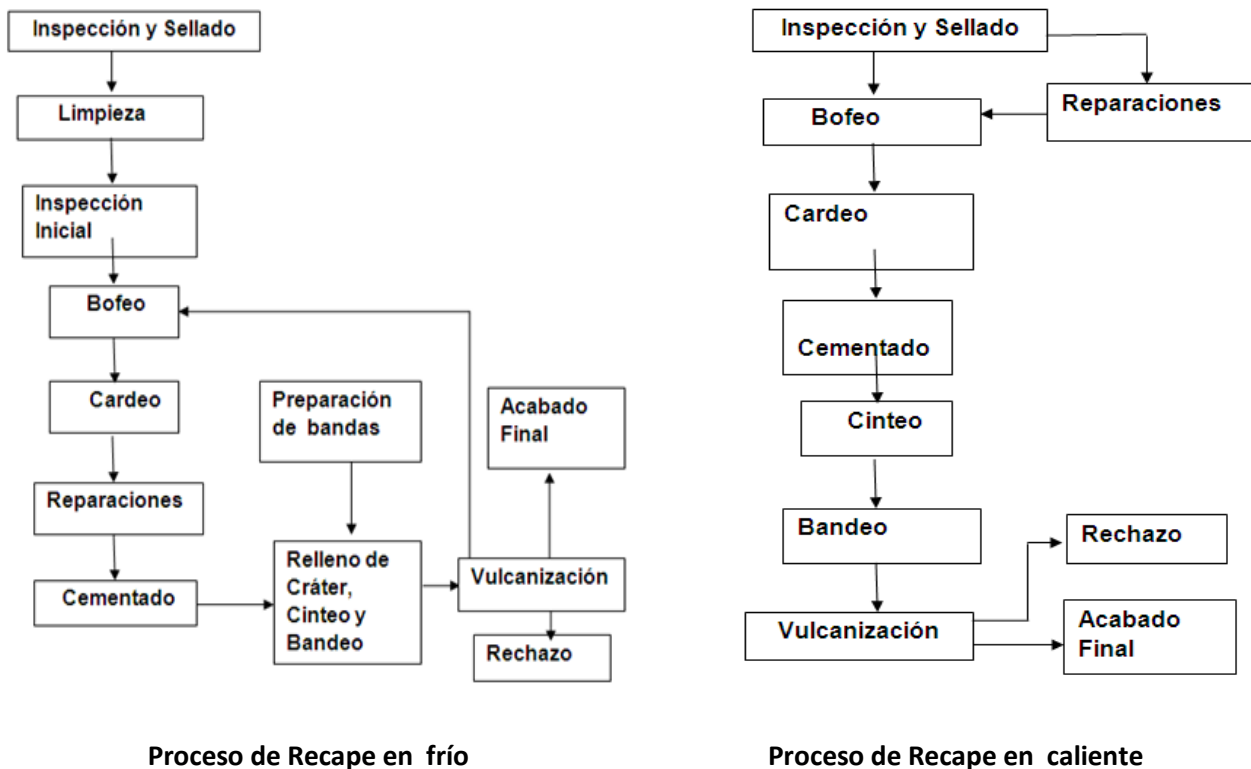 Inspección y Sellado
Limpieza
Inspección
Inicial
Bofeo
Cardeo
Reparaciones
Cementado
Preparación
de bandas
Relleno de
Cráter,
Cinteo y
Bandeo
Acabado
Final
Vulcanización
Rechazo
Proceso de Recape en frío
Inspección y Sellado
Reparaciones
Bofeo
Cardeo
Cementado
Cinteo
Bandeo
Vulcanización
Rechazo
Acabado
Final
Proceso de Recape en caliente